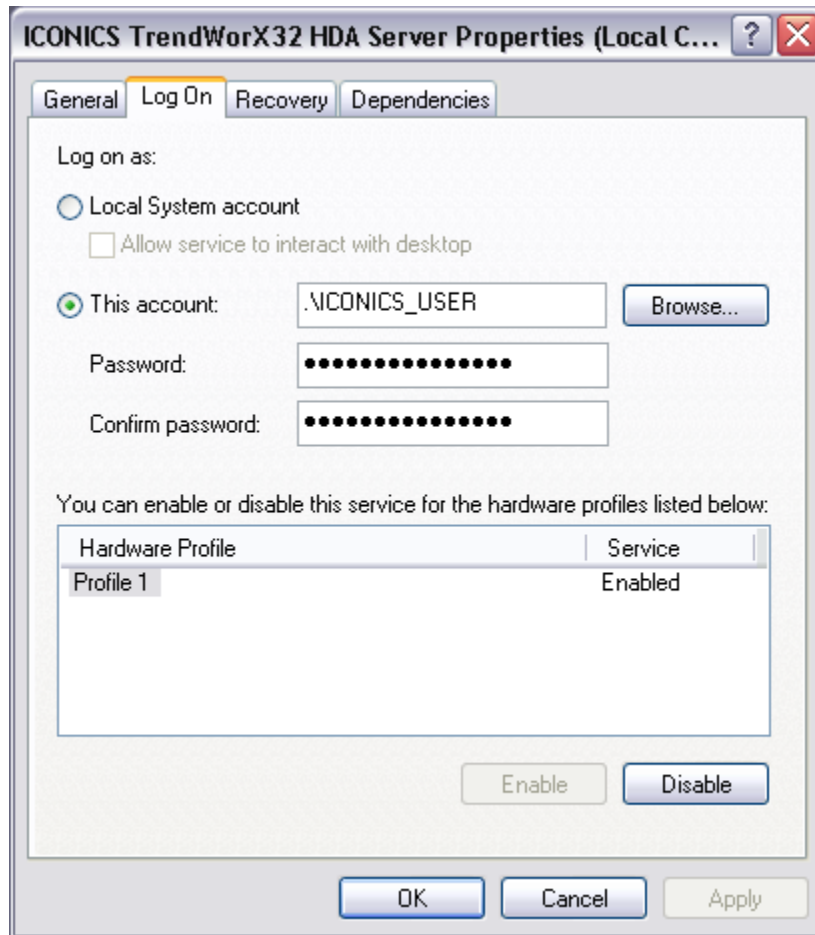 ICONICS TrendWorX32 HDA Server Properties (Local C...
General Log On Recovery Dependencies
Log on as:
Local System account
Allow service to interact with desktop
This account: .\ICONICS_USER Browse...
Password: •••••••••••••••
Confirm password: •••••••••••••••
You can enable or disable this service for the hardware profiles listed below:
Hardware Profile Service
Profile 1 Enabled
Enable Disable
OK Cancel Apply